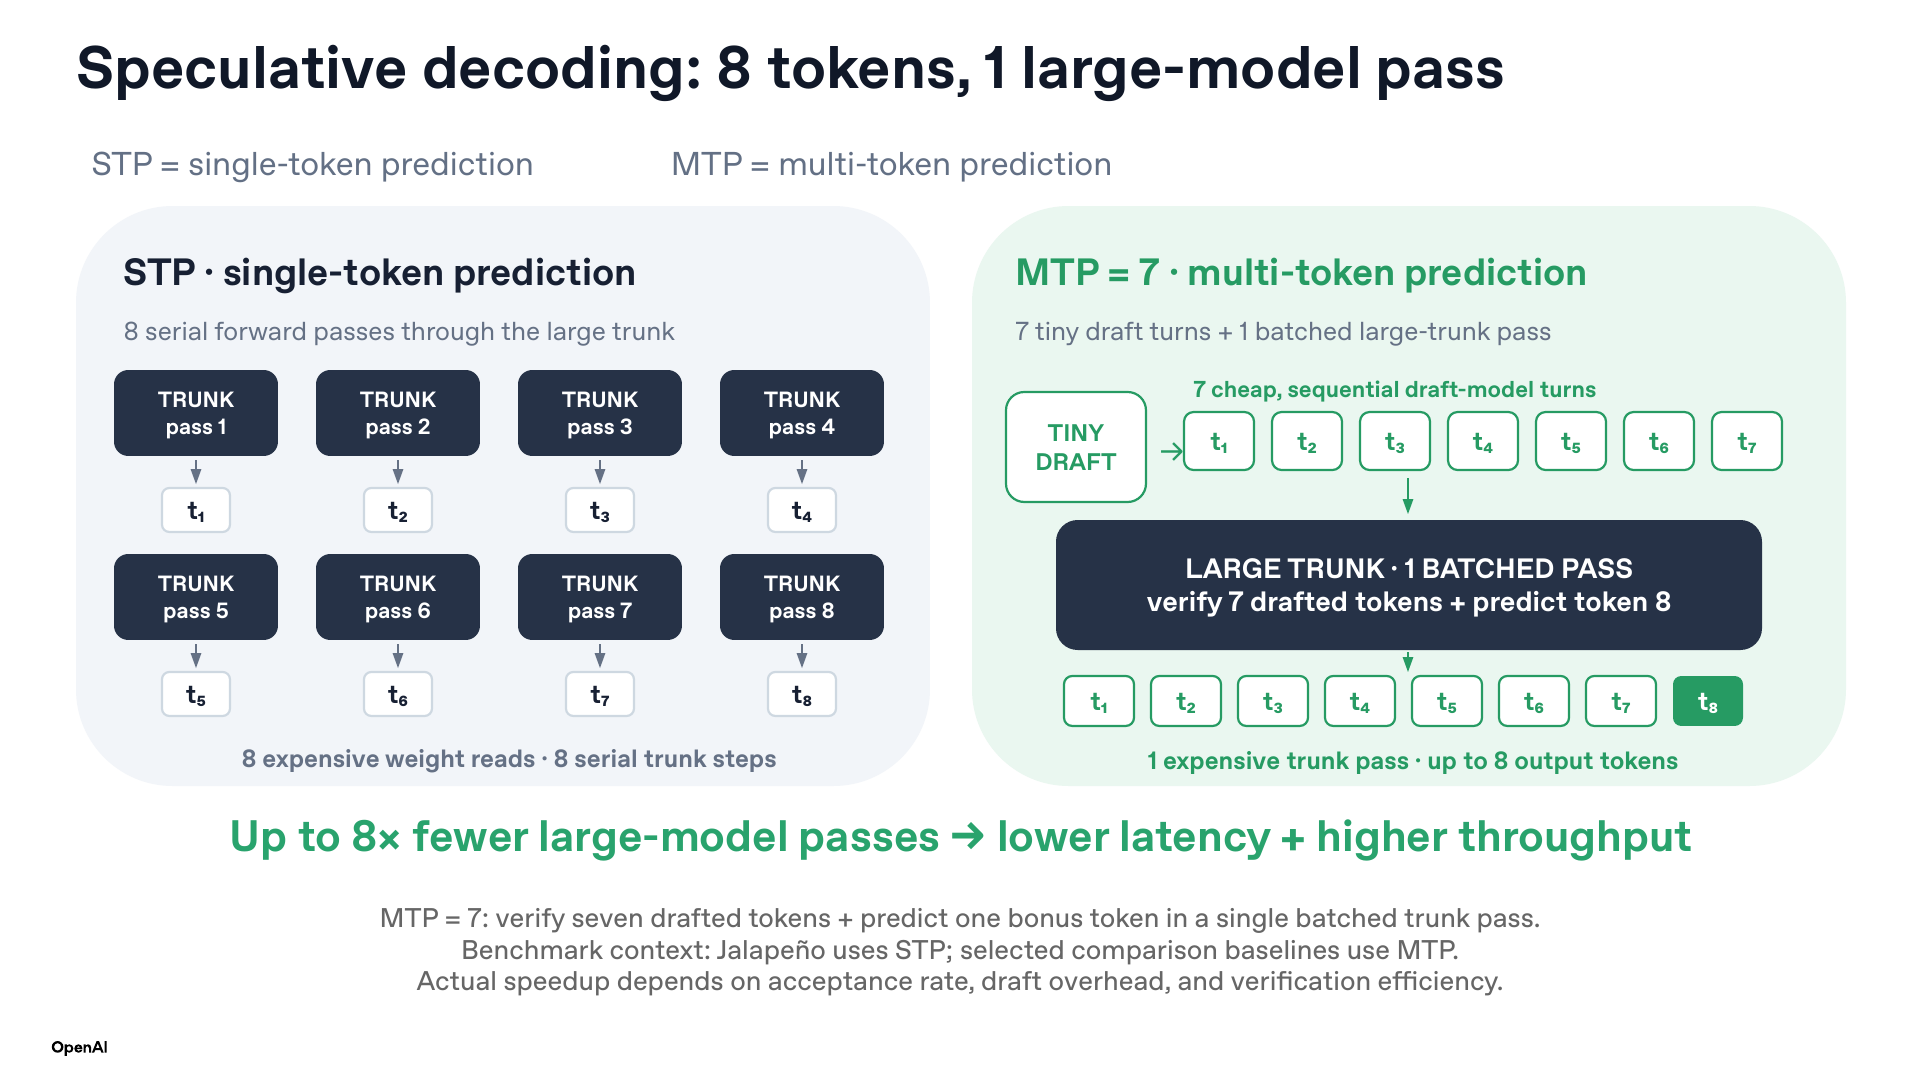 Speculative decoding: 8 tokens, 1 large-model pass
STP = single-token prediction
MTP = multi-token prediction
STP · single-token prediction
8 serial forward passes through the large trunk
TRUNK
pass 1
TRUNK
pass 2
TRUNK
pass 3
TRUNK
pass 4
t₁
t₂
t₃
t₄
TRUNK
pass 5
TRUNK
pass 6
TRUNK
pass 7
TRUNK
pass 8
t₅
t₆
t₇
t₈
8 expensive weight reads · 8 serial trunk steps
MTP = 7 · multi-token prediction
7 tiny draft turns + 1 batched large-trunk pass
7 cheap, sequential draft-model turns
TINY
DRAFT
→
t₁
t₂
t₃
t₄
t₅
t₆
t₇
LARGE TRUNK · 1 BATCHED PASS
verify 7 drafted tokens + predict token 8
t₁
t₂
t₃
t₄
t₅
t₆
t₇
t₈
1 expensive trunk pass · up to 8 output tokens
Up to 8× fewer large-model passes → lower latency + higher throughput
MTP = 7: verify seven drafted tokens + predict one bonus token in a single batched trunk pass.
Benchmark context: Jalapeño uses STP; selected comparison baselines use MTP.
Actual speedup depends on acceptance rate, draft overhead, and verification efficiency.
OpenAI